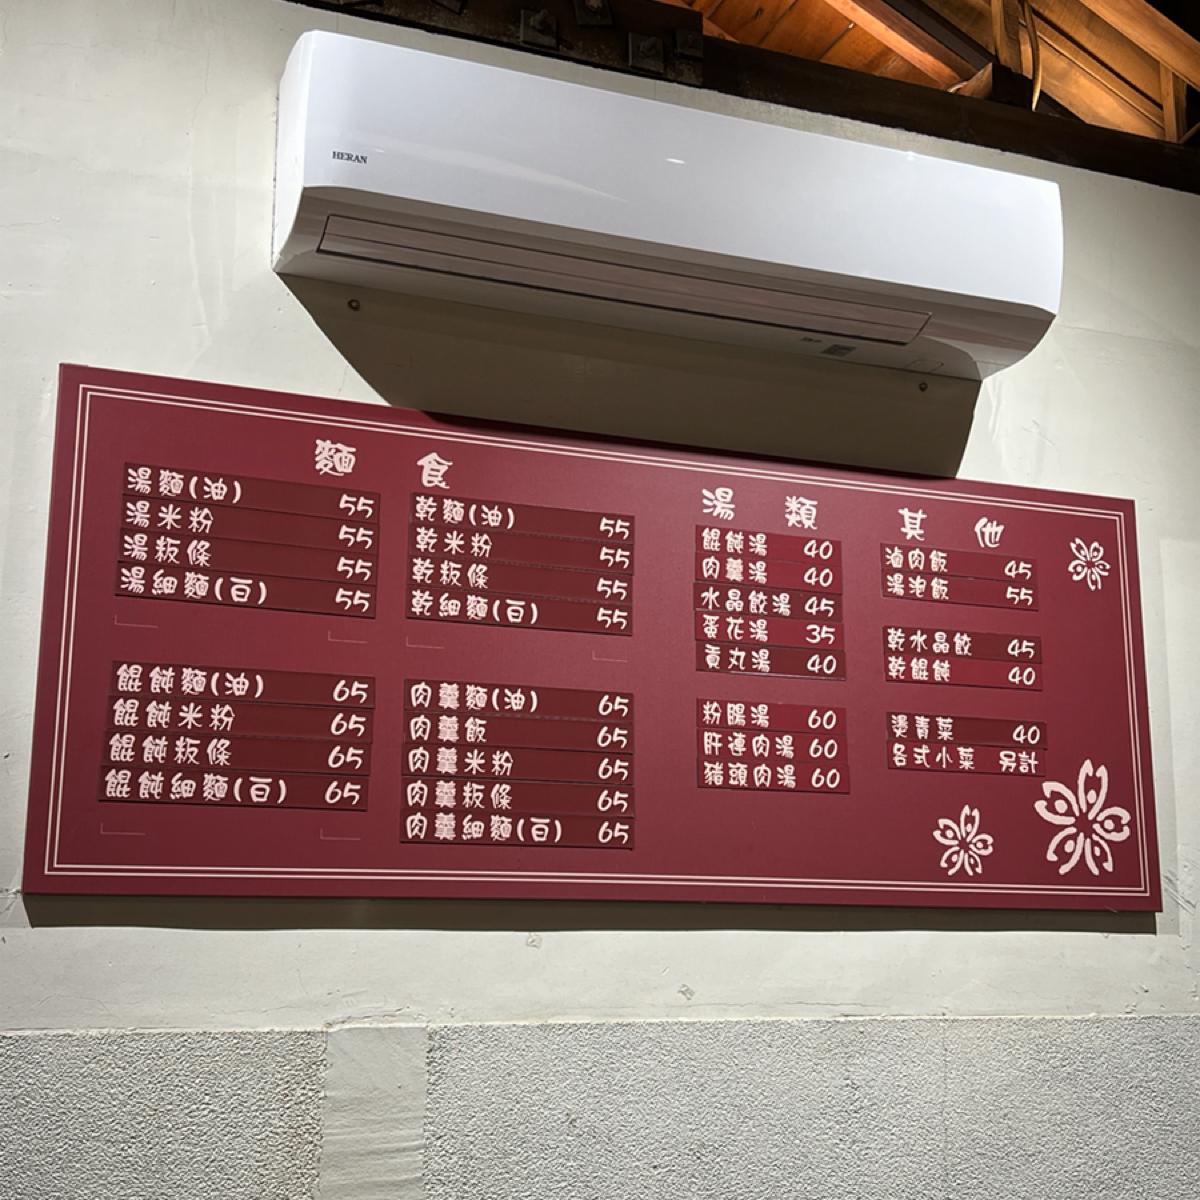 HERAN
麵食
湯麵(油) 55
湯米粉 55
湯粄條 55
湯細麵(白) 55
餛飩麵(油) 65
餛飩米粉 65
餛飩粄條 65
餛飩細麵(白) 65
乾麵(油) 55
乾米粉 55
乾粄條 55
乾細麵(白) 55
肉羹麵(油) 65
肉羹飯 65
肉羹米粉 65
肉羹粄條 65
肉羹細麵(白) 65
湯類
餛飩湯 40
肉羹湯 40
水晶餃湯 45
蛋花湯 35
貢丸湯 40
粉腸湯 60
肝連肉湯 60
豬頭肉湯 60
其他
滷肉飯 45
湯泡飯 55
乾水晶餃 45
乾餛飩 40
燙青菜 40
各式小菜 另計